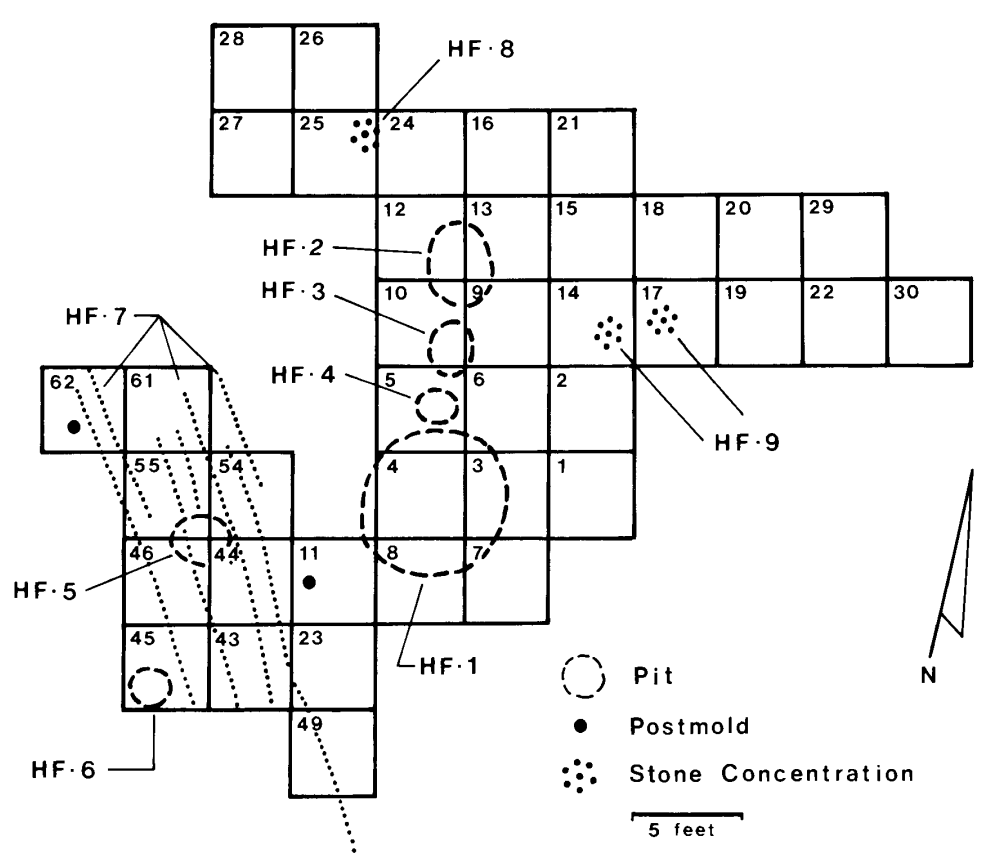 28 26
HF·8
27 25 24 16 21
12 13 15 18 20 29
HF·2
HF·3
10 9 14 17 19 22 30
HF·7
HF·4
62 61 5 6 2
HF·9
55 54 4 3 1
46 44 11 8 7
HF·5
45 43 23
HF·1
Pit
N
49
Postmold
HF·6
Stone Concentration
5 feet